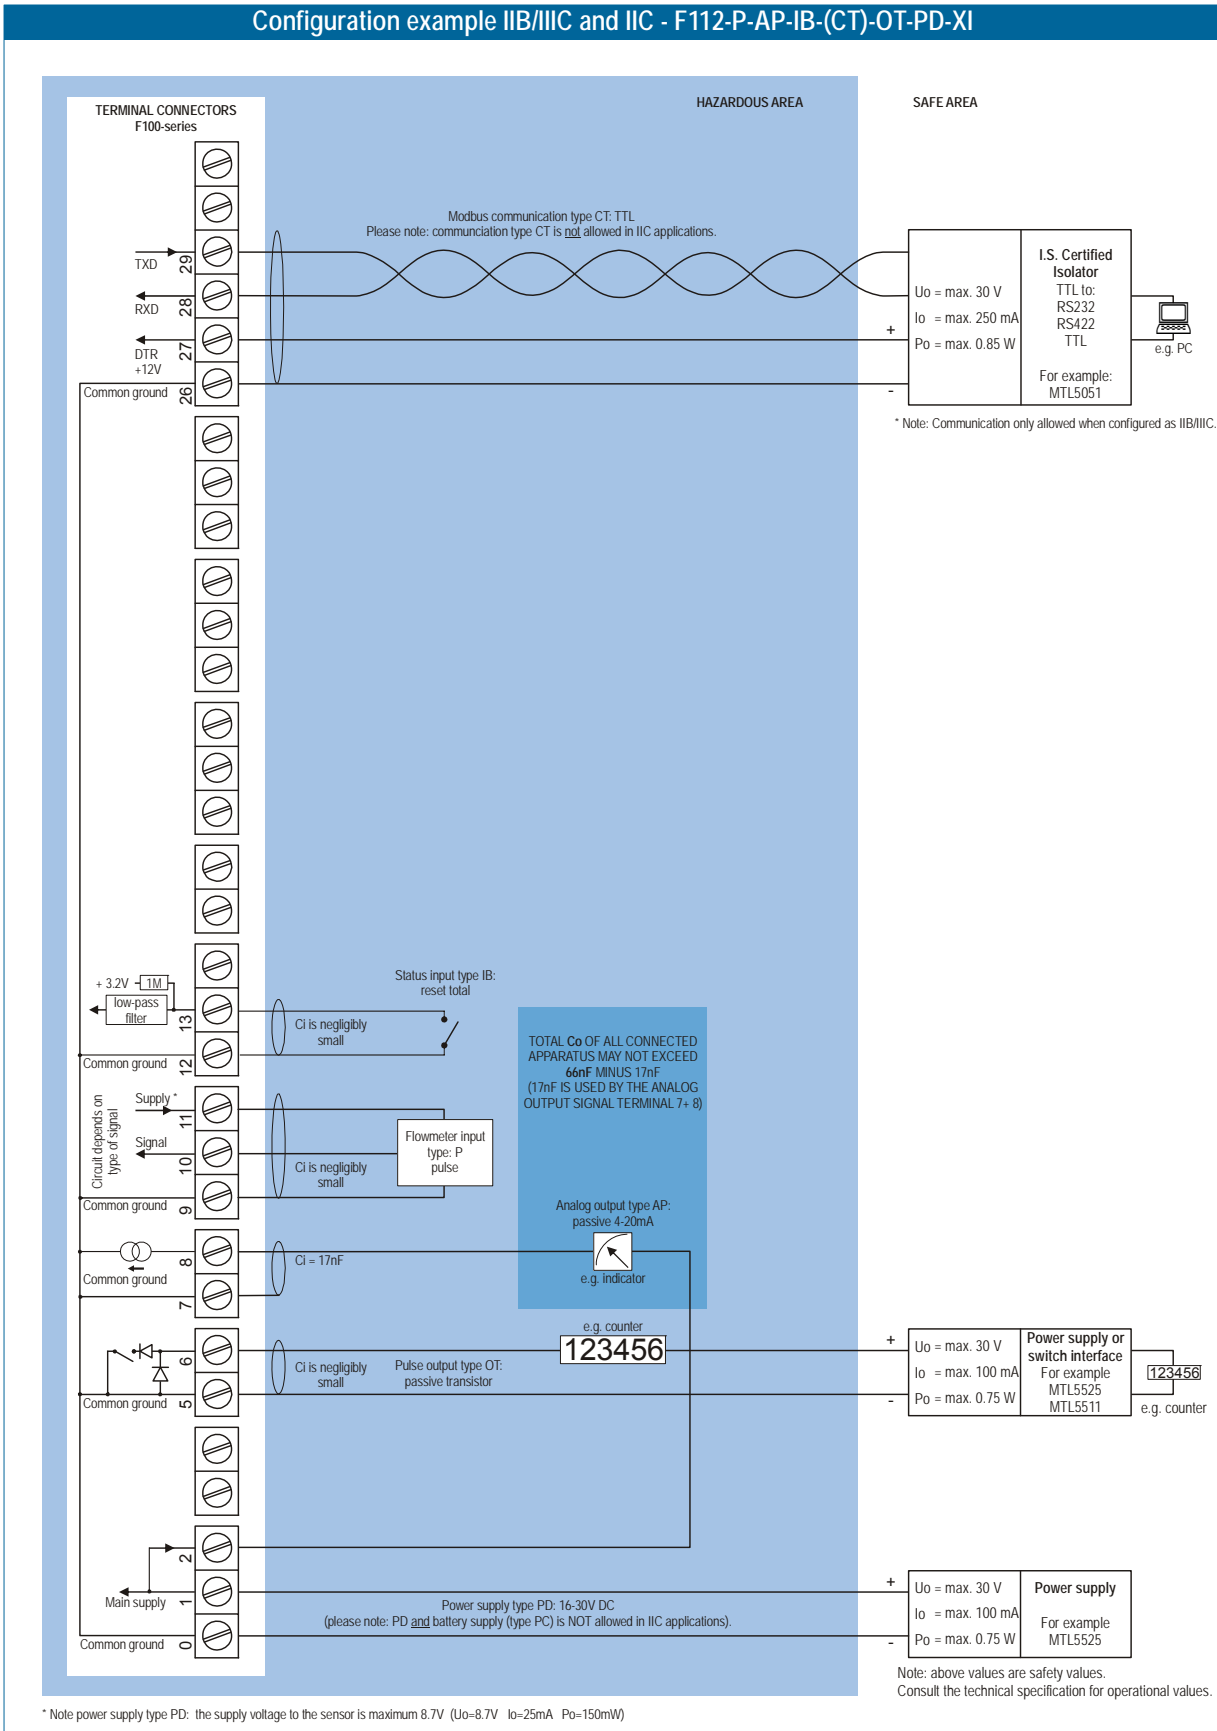 Configuration example IIB/IIIC and IIC - F112-P-AP-IB-(CT)-OT-PD-XI
TERMINAL CONNECTORS
F100-series
HAZARDOUS AREA
SAFE AREA
Modbus communication type CT: TTL
Please note: communciation type CT is not allowed in IIC applications.
TXD
29
RXD
28
DTR
+12V
27
Common ground
26
+
-
Uo = max. 30 V
Io = max. 250 mA
Po = max. 0.85 W
I.S. Certified
Isolator
TTL to:
RS232
RS422
TTL
For example:
MTL5051
e.g. PC
* Note: Communication only allowed when configured as IIB/IIIC.
+ 3.2V
1M
low-pass
filter
13
Common ground
12
Ci is negligibly
small
Status input type IB:
reset total
TOTAL Co OF ALL CONNECTED
APPARATUS MAY NOT EXCEED
66nF MINUS 17nF
(17nF IS USED BY THE ANALOG
OUTPUT SIGNAL TERMINAL 7+ 8)
Circuit depends on
type of signal
Supply *
11
Signal
10
Common ground
9
Ci is negligibly
small
Flowmeter input
type: P
pulse
Analog output type AP:
passive 4-20mA
e.g. indicator
8
Common ground
7
Ci = 17nF
6
Common ground
5
Ci is negligibly
small
Pulse output type OT:
passive transistor
e.g. counter
123456
+
-
Uo = max. 30 V
Io = max. 100 mA
Po = max. 0.75 W
Power supply or
switch interface
For example
MTL5525
MTL5511
123456
e.g. counter
2
Main supply
1
Common ground
0
Power supply type PD: 16-30V DC
(please note: PD and battery supply (type PC) is NOT allowed in IIC applications).
+
-
Uo = max. 30 V
Io = max. 100 mA
Po = max. 0.75 W
Power supply
For example
MTL5525
Note: above values are safety values.
Consult the technical specification for operational values.
* Note power supply type PD: the supply voltage to the sensor is maximum 8.7V (Uo=8.7V Io=25mA Po=150mW)